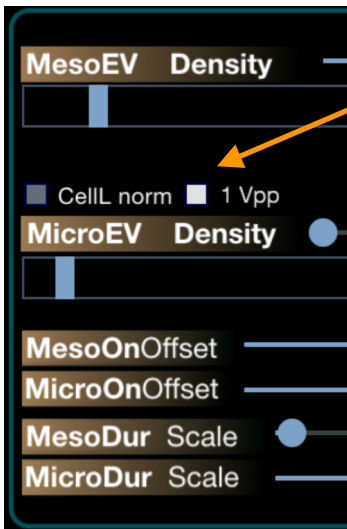 MesoEV Density
CellL norm 1 Vpp
MicroEV Density
MesoOnOffset
MicroOnOffset
MesoDur Scale
MicroDur Scale